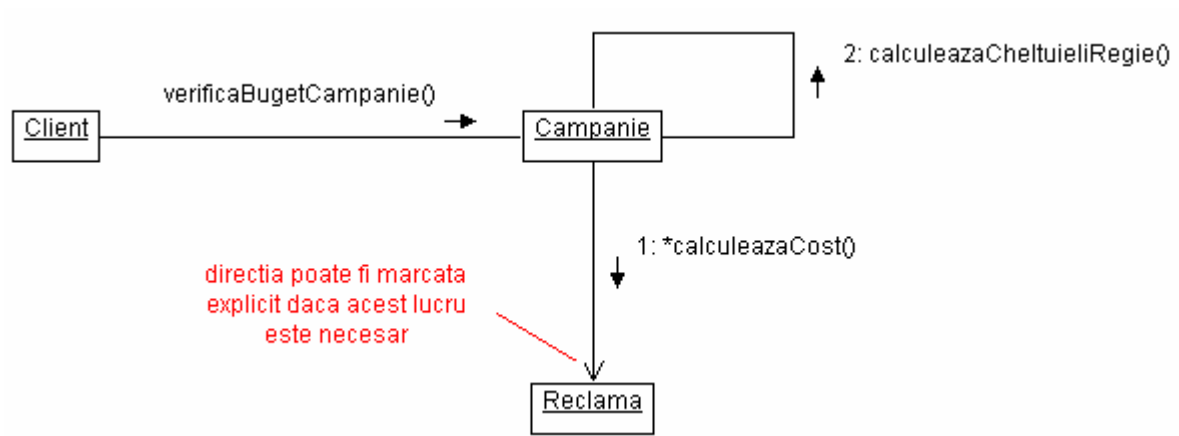 2: calculeazaCheltuieliRegie()
verificaBugetCampanie()
Client
Campanie
1: *calculeazaCost()
directia poate fi marcata
explicit daca acest lucru
este necesar
Reclama